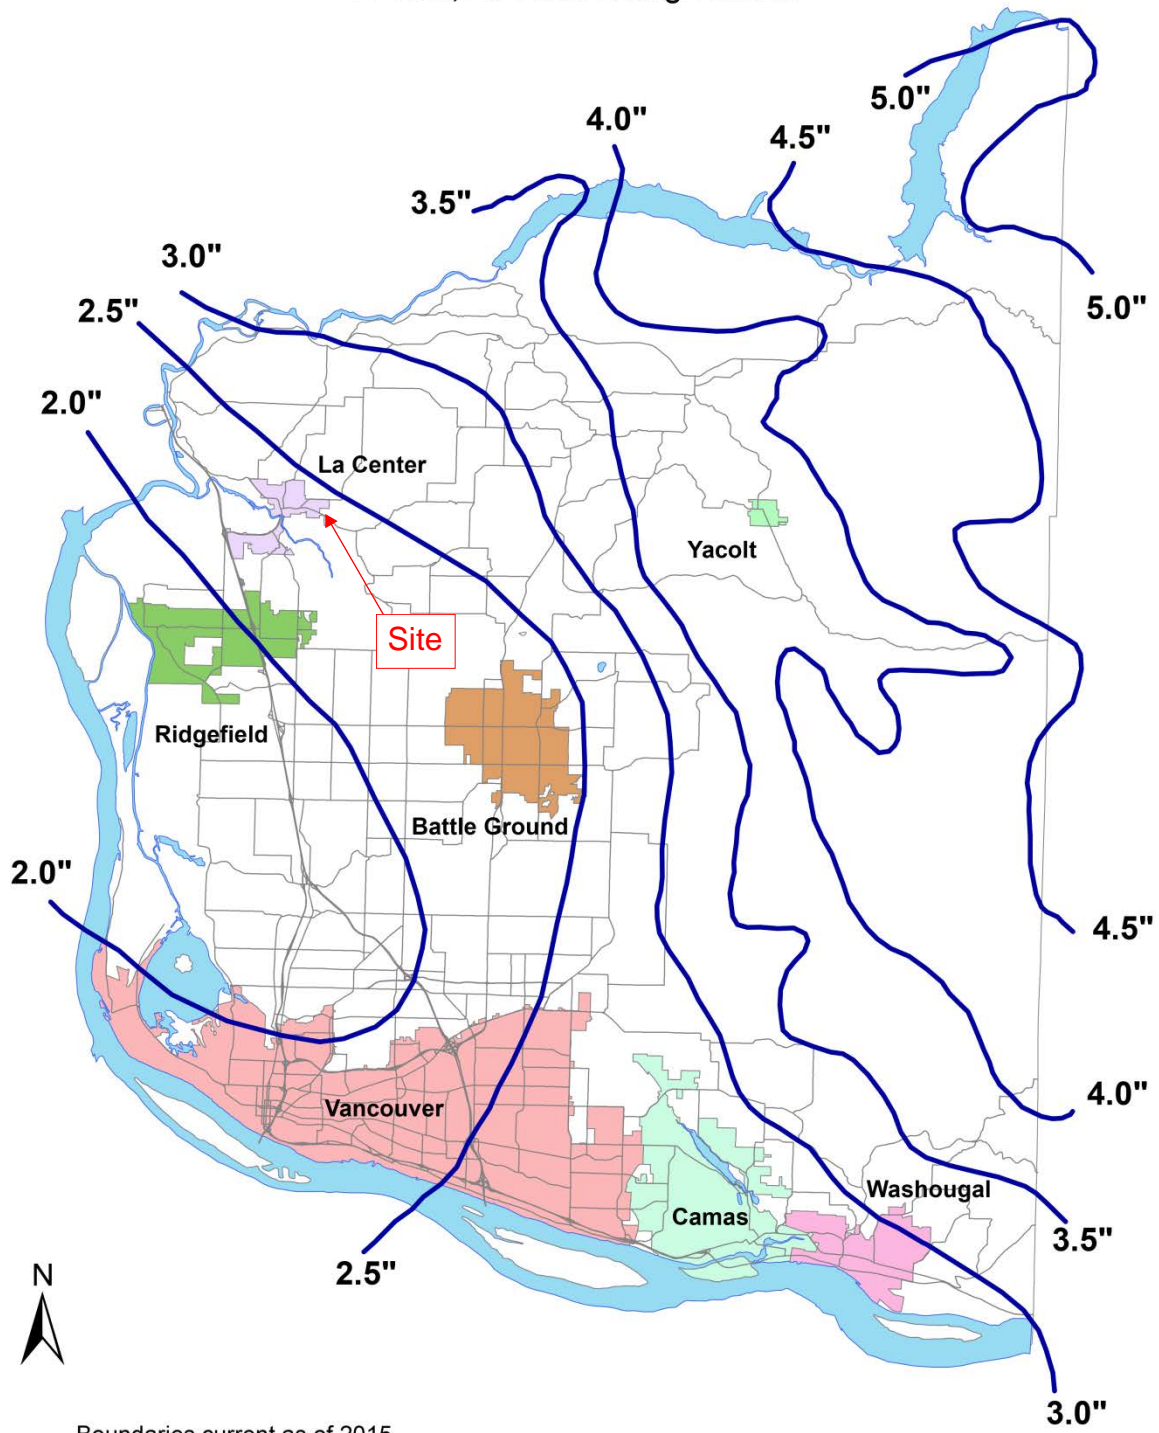 5.0"
4.0"
4.5"
3.5"
3.0"
5.0"
2.5"
2.0"
La Center
Yacolt
Site
Ridgefield
Battle Ground
2.0"
4.5"
4.0"
Vancouver
Washougal
Camas
3.5"
2.5"
N
3.0"
Boundaries current as of 2015